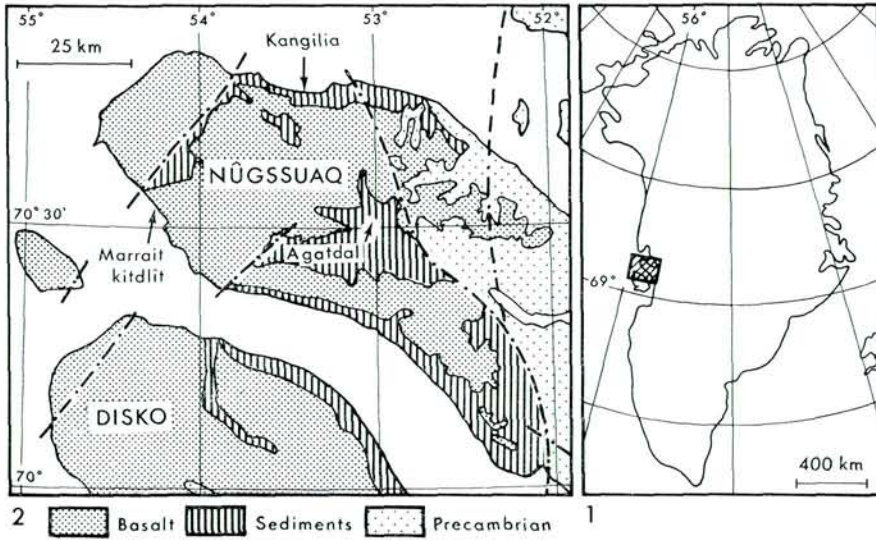 55° 54° 53° 52°
25 km
Kangilia
NÛGSSUAQ
70° 30'
Marrait
kitdlît
Agatdal
DISKO
70°
2 Basalt Sediments Precambrian
56°
69°
400 km
1